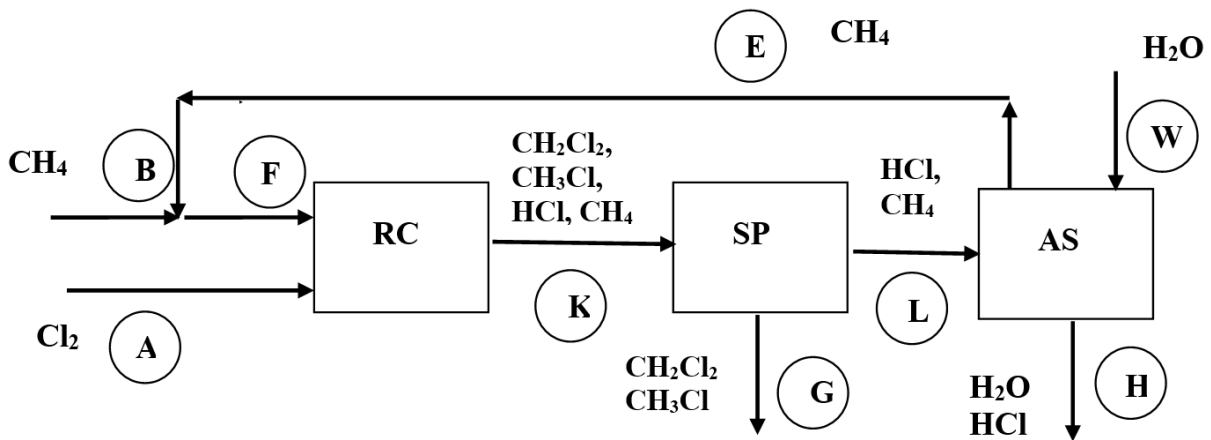 E
CH₄
H₂O
CH₄
B
F
CH₂Cl₂,
CH₃Cl,
HCl, CH₄
HCl,
CH₄
W
RC
SP
AS
Cl₂
A
K
L
CH₂Cl₂
CH₃Cl
G
H₂O
HCl
H